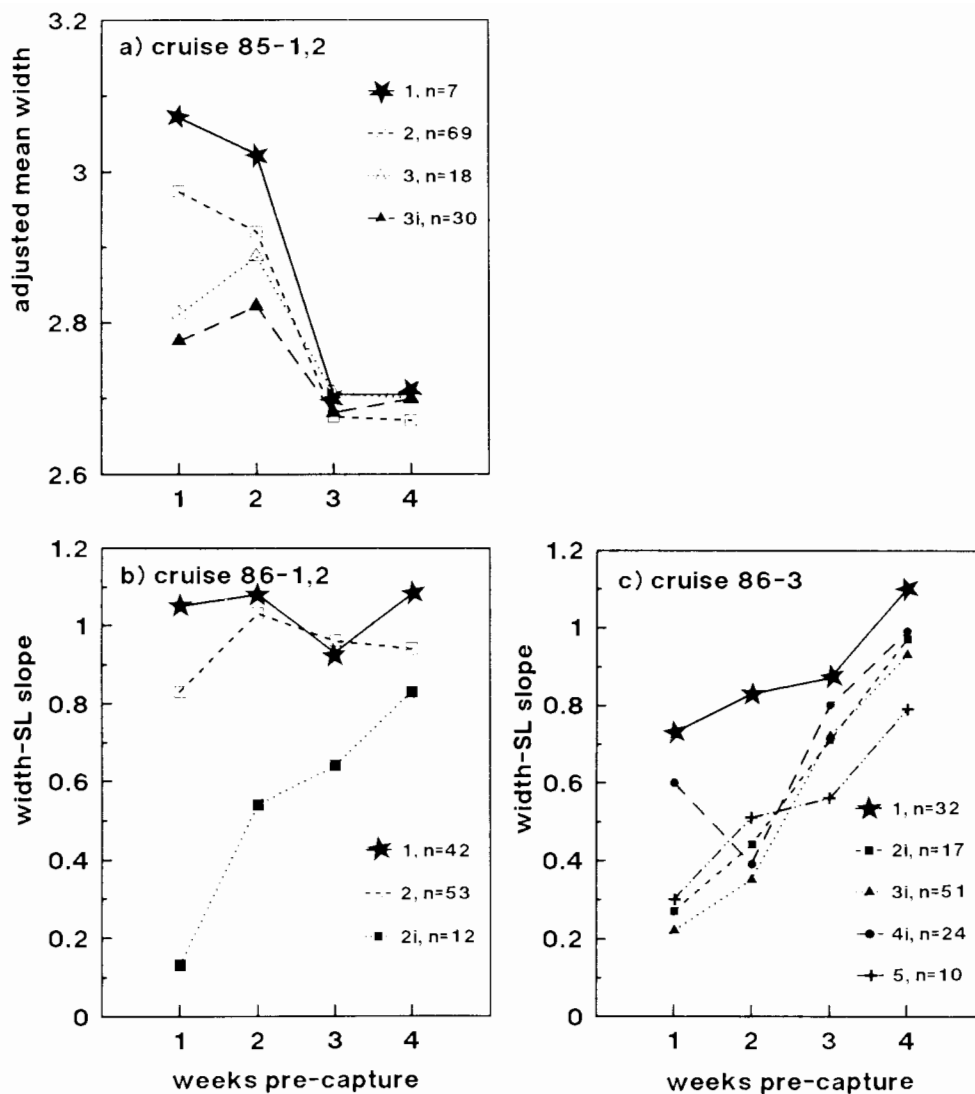 a) cruise 85-1,2
adjusted mean width
3.2
3
2.8
2.6
1, n=7
2, n=69
3, n=18
3i, n=30
1 2 3 4
b) cruise 86-1,2
width-SL slope
1.2
1
0.8
0.6
0.4
0.2
0
1, n=42
2, n=53
2i, n=12
1 2 3 4
weeks pre-capture
c) cruise 86-3
width-SL slope
1.2
1
0.8
0.6
0.4
0.2
0
1, n=32
2i, n=17
3i, n=51
4i, n=24
5, n=10
1 2 3 4
weeks pre-capture